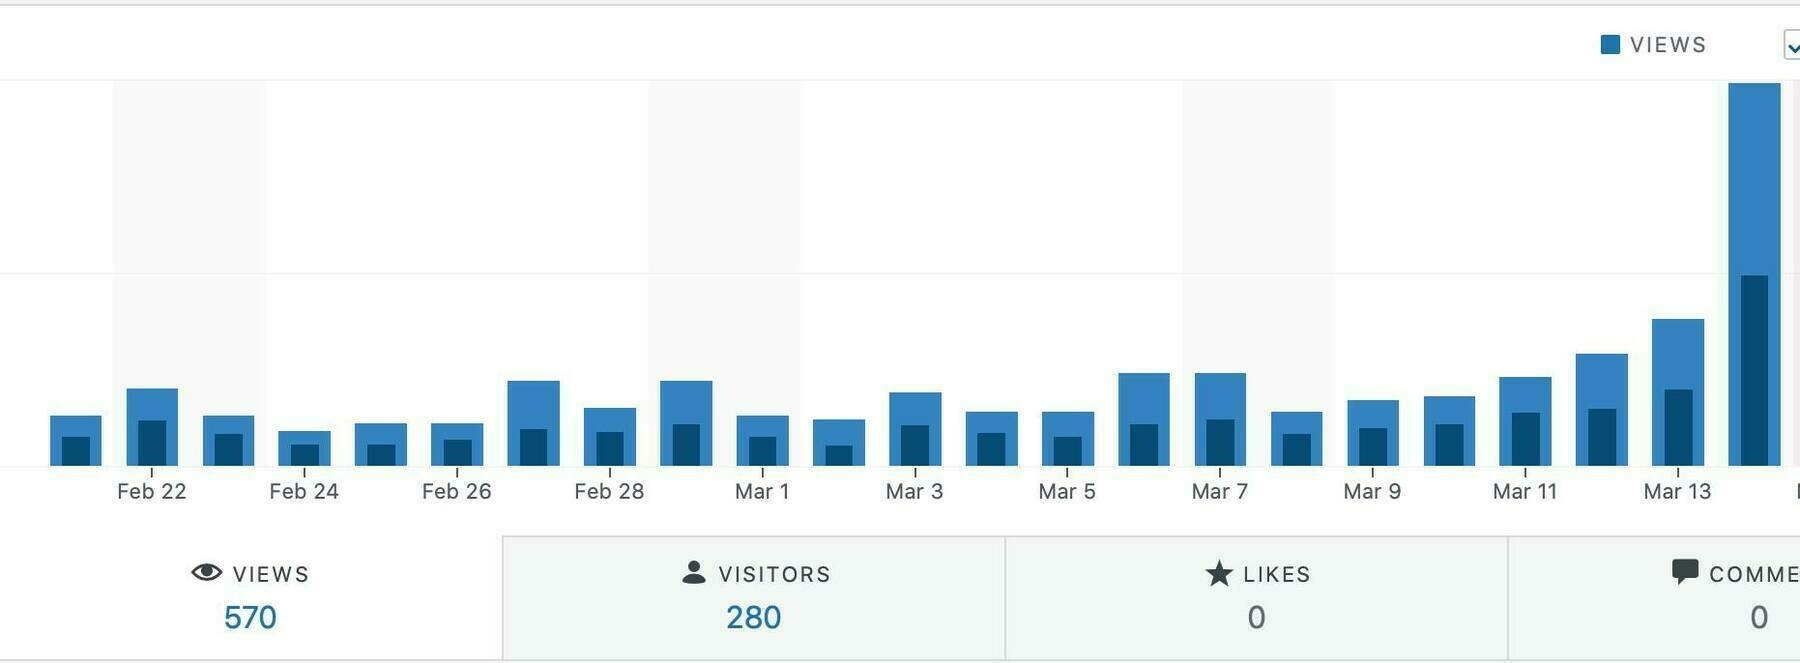 VIEWS
Feb 22 Feb 24 Feb 26 Feb 28 Mar 1 Mar 3 Mar 5 Mar 7 Mar 9 Mar 11 Mar 13
VIEWS VISITORS LIKES COMME
570 280 0 0